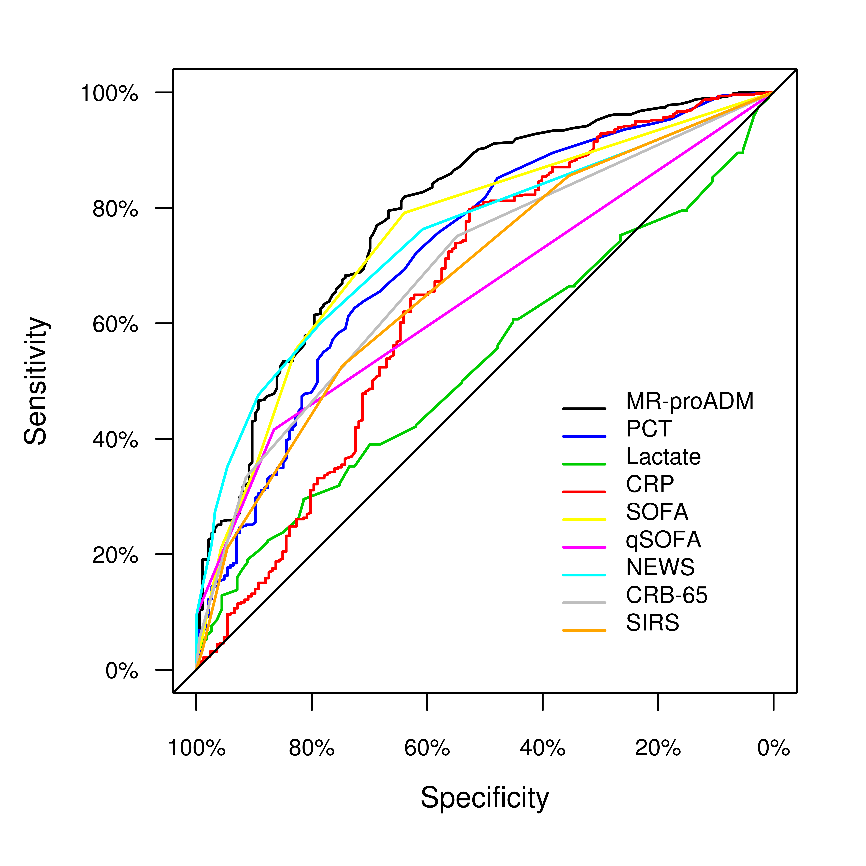 100%
80%
60%
40%
20%
0%
Sensitivity
MR-proADM
PCT
Lactate
CRP
SOFA
qSOFA
NEWS
CRB-65
SIRS
100% 80% 60% 40% 20% 0%
Specificity